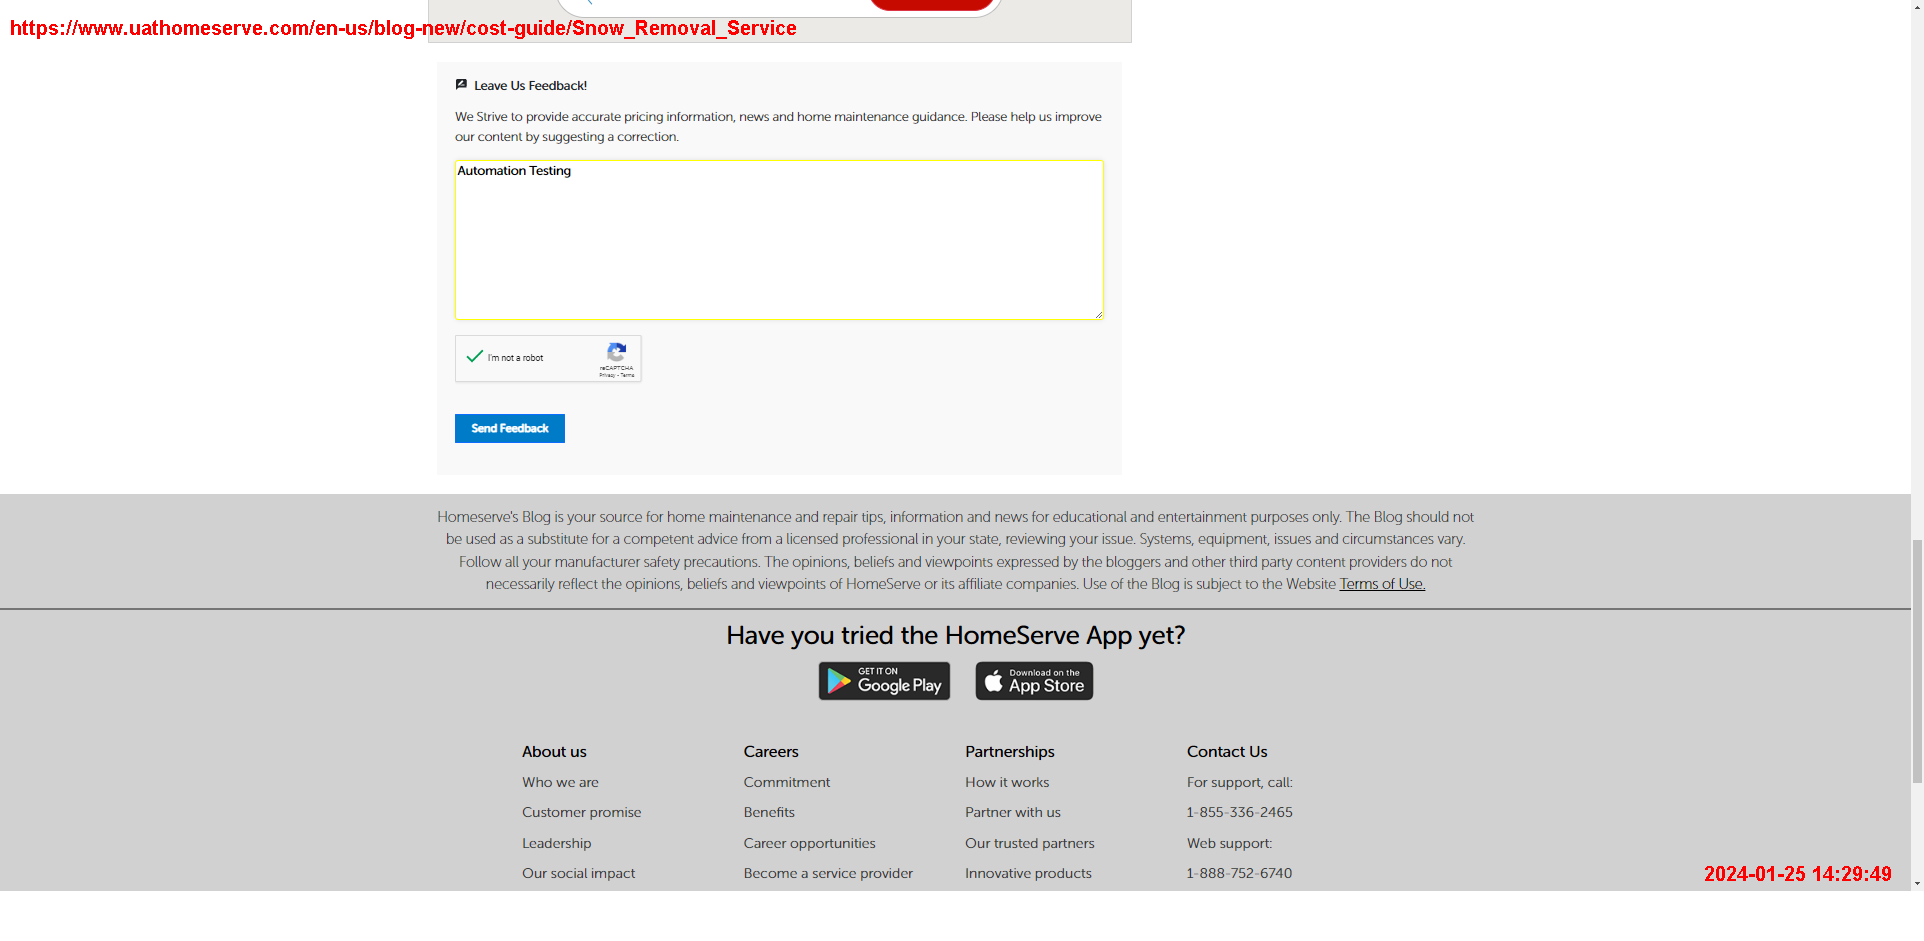 https://www.uathomeserve.com/en-us/blog-new/cost-guide/Snow_Removal_Service
Leave Us Feedback!
We Strive to provide accurate pricing information, news and home maintenance guidance. Please help us improve
our content by suggesting a correction.
Automation Testing
I'm not a robot
reCAPTCHA
Privacy - Terms
Send Feedback
Homeserve's Blog is your source for home maintenance and repair tips, information and news for educational and entertainment purposes only. The Blog should not
be used as a substitute for a competent advice from a licensed professional in your state, reviewing your issue. Systems, equipment, issues and circumstances vary.
Follow all your manufacturer safety precautions. The opinions, beliefs and viewpoints expressed by the bloggers and other third party content providers do not
necessarily reflect the opinions, beliefs and viewpoints of HomeServe or its affiliate companies. Use of the Blog is subject to the Website Terms of Use.
Have you tried the HomeServe App yet?
GET IT ON
Google Play
Download on the
App Store
About us
Who we are
Customer promise
Leadership
Our social impact
Careers
Commitment
Benefits
Career opportunities
Become a service provider
Partnerships
How it works
Partner with us
Our trusted partners
Innovative products
Contact Us
For support, call:
1-855-336-2465
Web support:
1-888-752-6740
2024-01-25 14:29:49